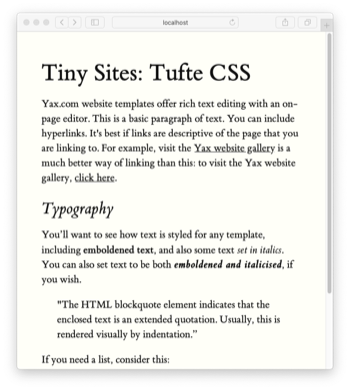 localhost
Tiny Sites: Tufte CSS
Yax.com website templates offer rich text editing with an on-
page editor. This is a basic paragraph of text. You can include
hyperlinks. It's best if links are descriptive of the page that you
are linking to. For example, visit the Yax website gallery is a
much better way of linking than this: to visit the Yax website
gallery, click here.
Typography
You'll want to see how text is styled for any template,
including emboldened text, and also some text set in italics.
You can also set text to be both emboldened and italicised, if
you wish.
"The HTML blockquote element indicates that the
enclosed text is an extended quotation. Usually, this is
rendered visually by indentation."
If you need a list, consider this: